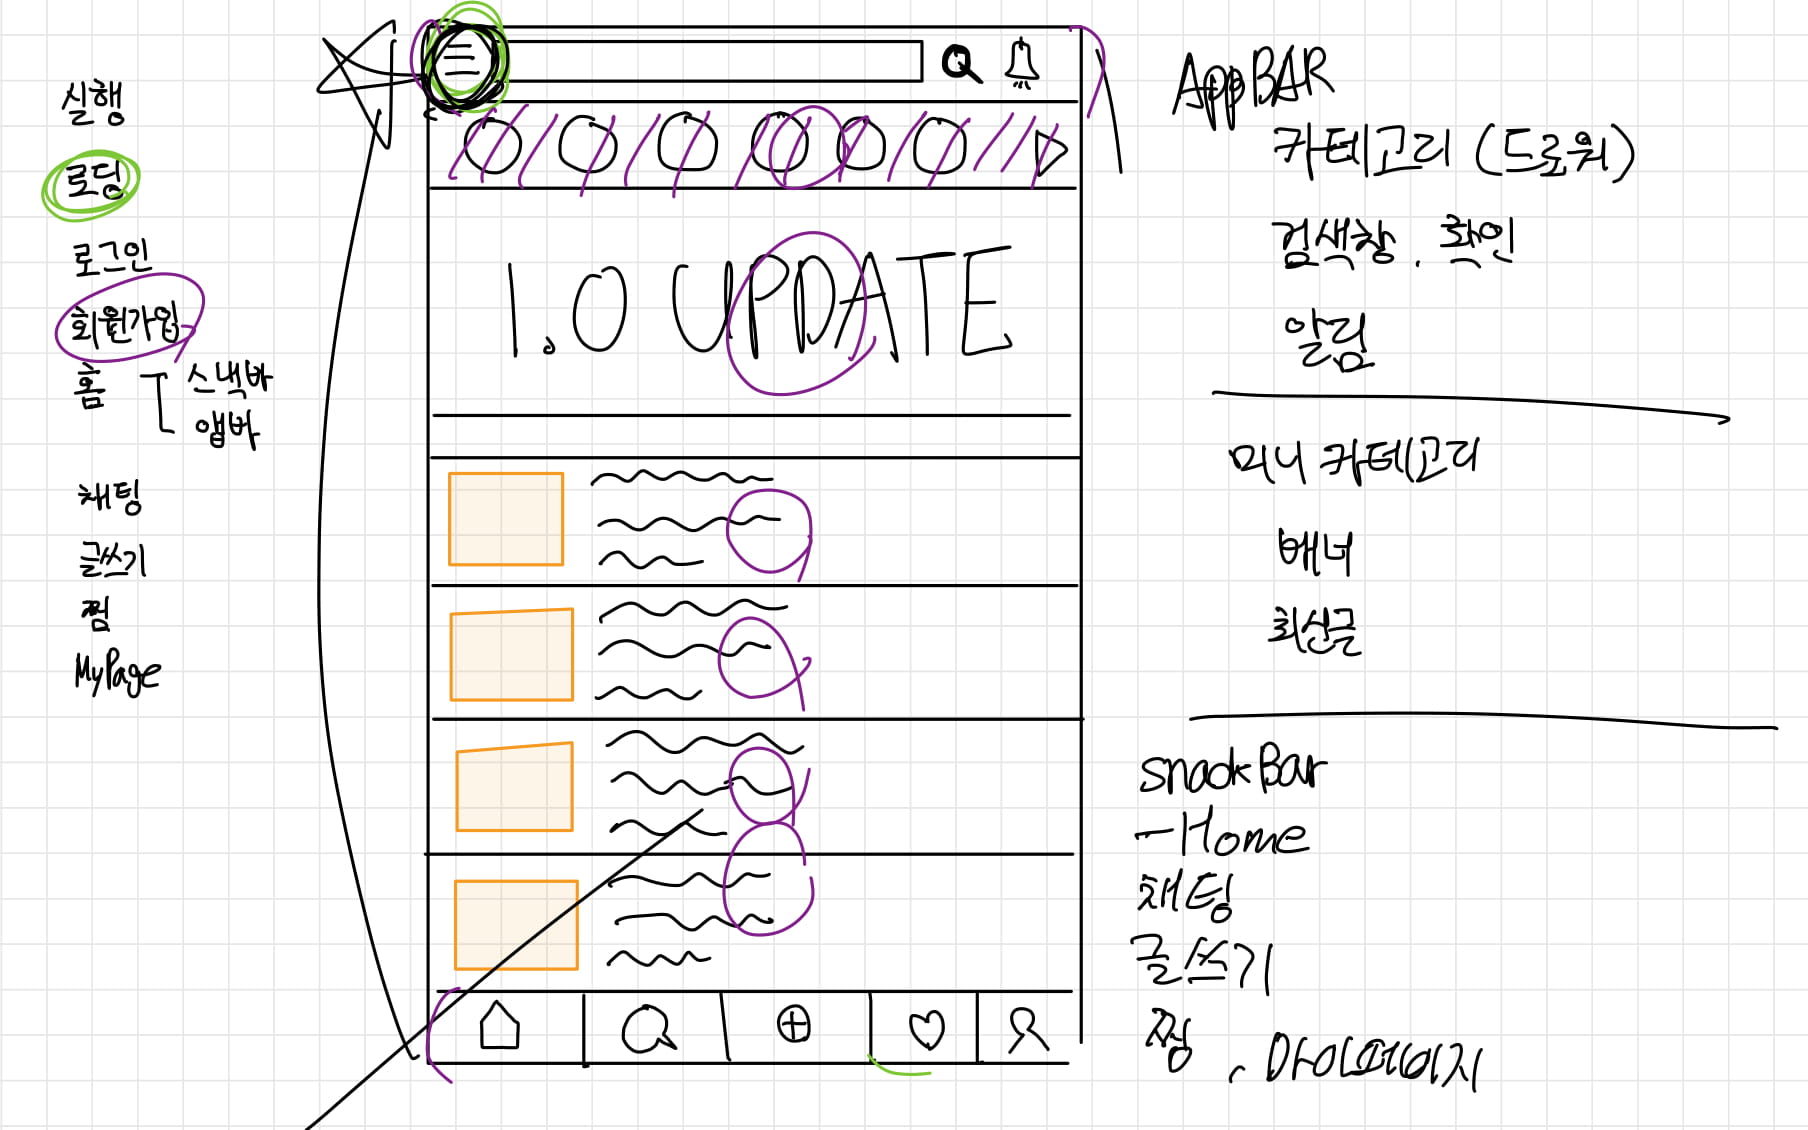 실행
로딩
로그인
회원가입
홈 스낵바
앱바
채팅
글쓰기
찜
MyPage
1.0 UPDATE
AppBAR
카테고리 (드로워)
검색창. 확인
알림
미니 카테고리
배너
최신글
snackBar
-Home
채팅
글쓰기
찜, 마이페이지